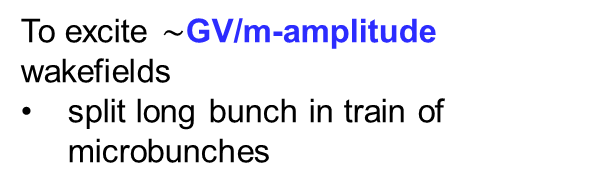 To excite ~GV/m-amplitude
wakefields
• split long bunch in train of
microbunches